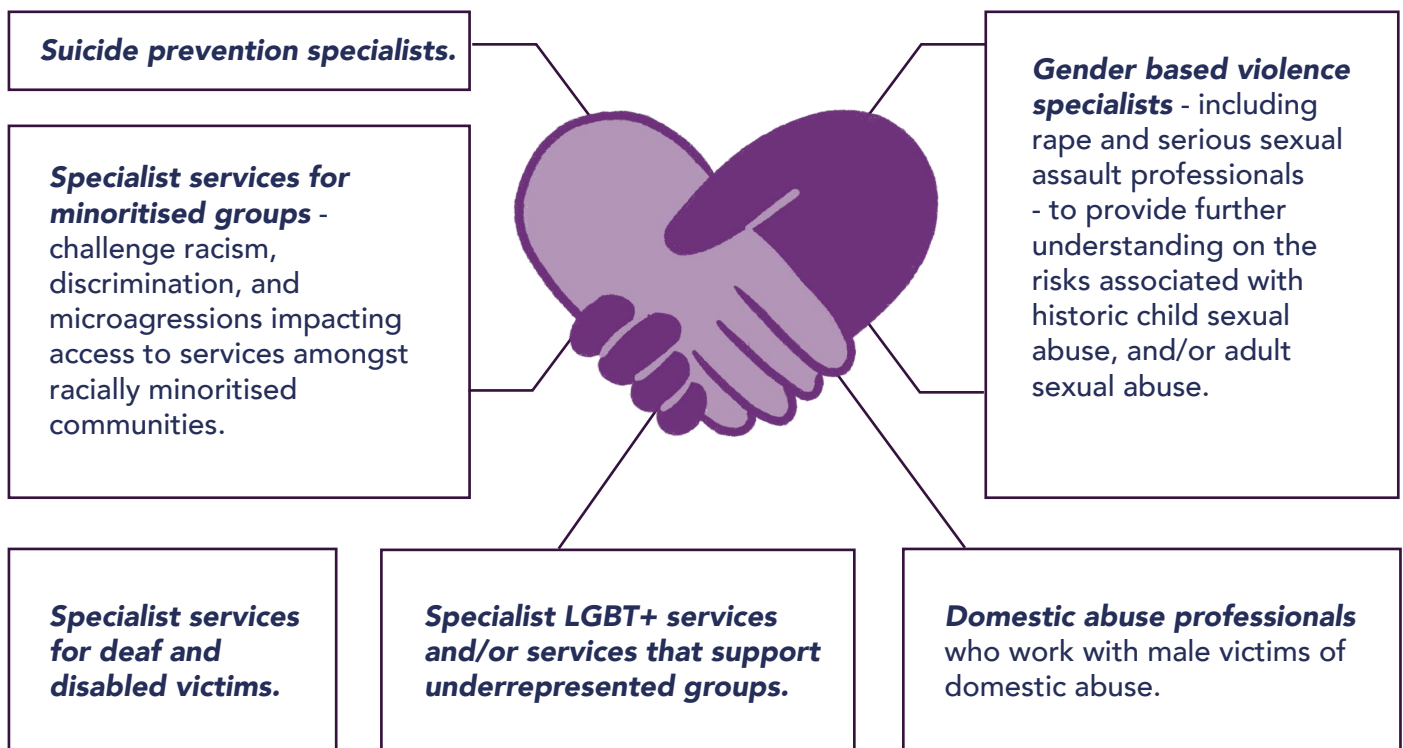 Suicide prevention specialists.
Specialist services for
minoritised groups -
challenge racism,
discrimination, and
microagressions impacting
access to services amongst
racially minoritised
communities.
Gender based violence
specialists - including
rape and serious sexual
assault professionals
- to provide further
understanding on the
risks associated with
historic child sexual
abuse, and/or adult
sexual abuse.
Specialist services
for deaf and
disabled victims.
Specialist LGBT+ services
and/or services that support
underrepresented groups.
Domestic abuse professionals
who work with male victims of
domestic abuse.